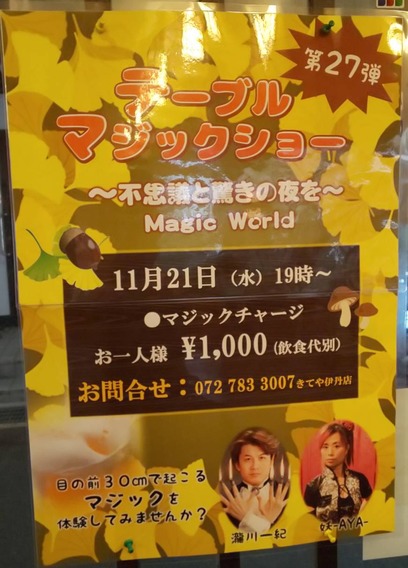 第27弾
テーブル
マジックショー
～不思議と驚きの夜を～
Magic World
11月21日（水）19時～
●マジックチャージ
お一人様 ¥1,000（飲食代別）
お問合せ：072 783 3007きてや伊丹店
目の前30cmで起こる
マジックを
体験してみませんか？
瀧川一紀
妖-AYA-
JCB